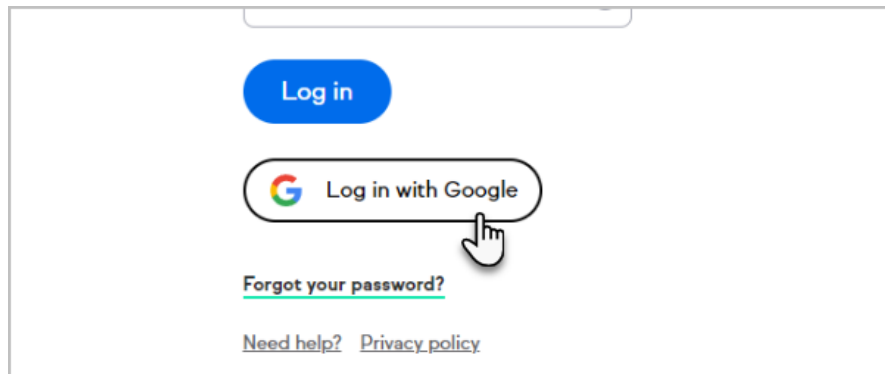 Log in
Log in with Google
Forgot your password?
Need help? Privacy policy